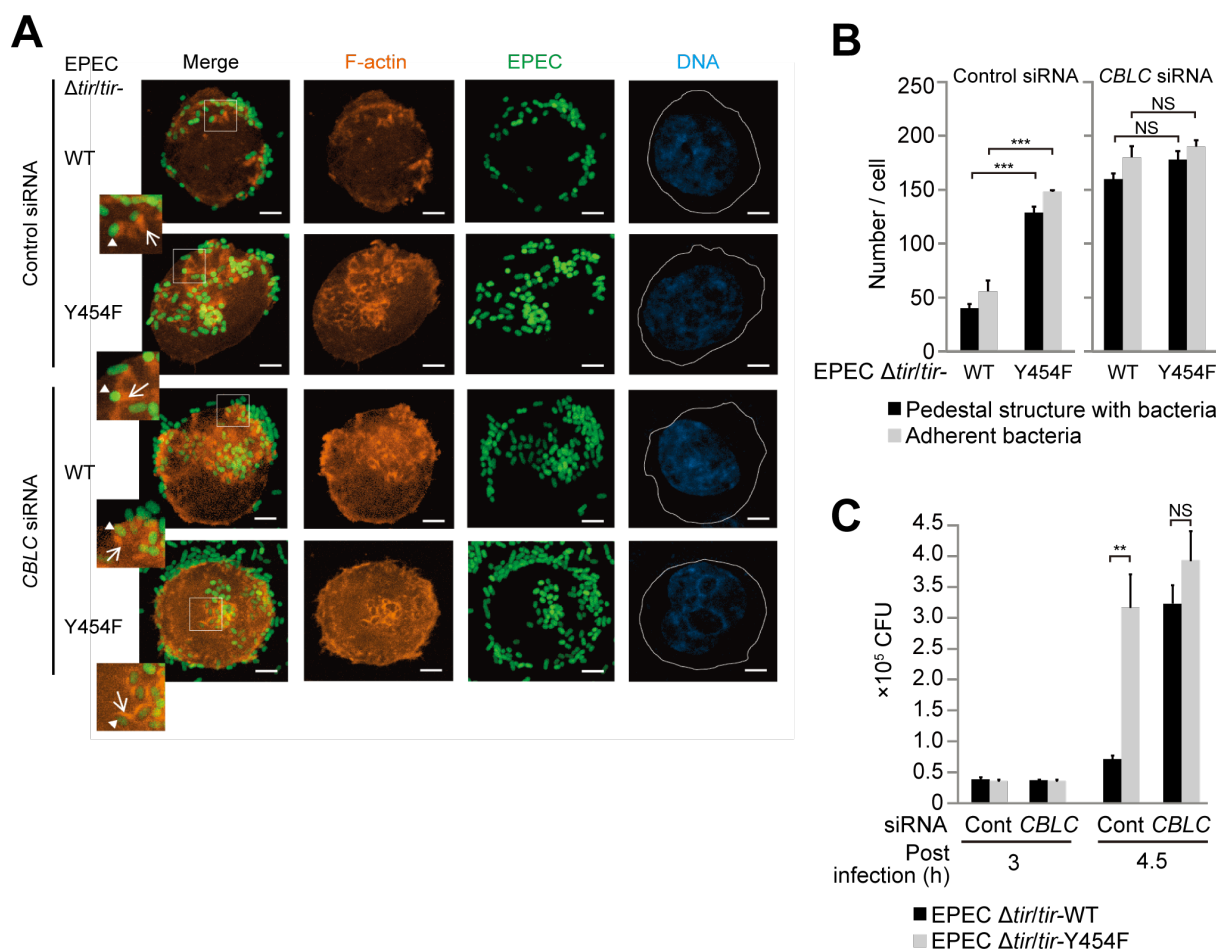 A
EPEC
Δtir/tir-
Merge
F-actin
EPEC
DNA
Control siRNA
WT
Y454F
CBLC siRNA
WT
Y454F
B
Control siRNA
CBLC siRNA
Number / cell
250
200
150
100
50
0
***
***
NS
NS
EPEC Δtir/tir-
WT
Y454F
WT
Y454F
Pedestal structure with bacteria
Adherent bacteria
C
×10⁵ CFU
4.5
4.0
3.5
3.0
2.5
2.0
1.5
1.0
0.5
0
**
NS
siRNA
Cont CBLC
Cont CBLC
Post
infection (h)
3
4.5
EPEC Δtir/tir-WT
EPEC Δtir/tir-Y454F